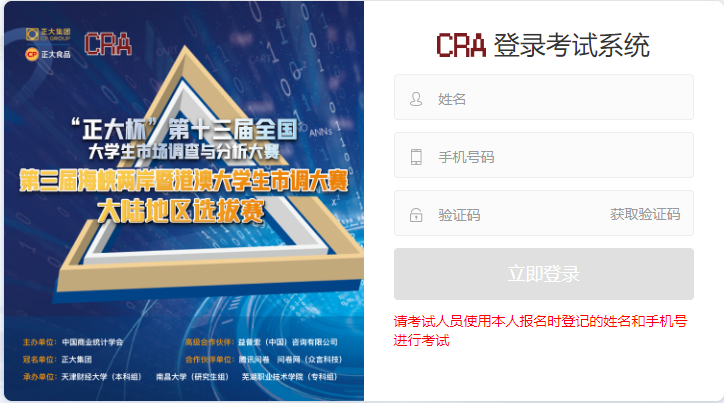 正大集团
CP GROUP
CP 正大食品
CRA
“正大杯”第十三届全国
ANNs
大学生市场调查与分析大赛
第三届海峡两岸暨港澳大学生市调大赛
大陆地区选拔赛
主办单位：中国商业统计学会 高级合作伙伴：益普索（中国）咨询有限公司
冠名单位：正大集团 合作伙伴单位：腾讯问卷 问卷网（众言科技）
承办单位：天津财经大学（本科组） 南昌大学（研究生组） 芜湖职业技术学院（专科组）
CRA 登录考试系统
姓名
手机号码
验证码 获取验证码
立即登录
请考试人员使用本人报名时登记的姓名和手机号
进行考试